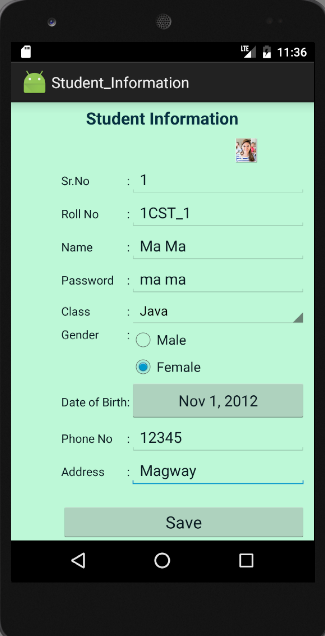 LTE 11:36
Student_Information
Student Information
Sr.No : 1
Roll No : 1CST_1
Name : Ma Ma
Password : ma ma
Class : Java
Gender : Male
Female
Date of Birth: Nov 1, 2012
Phone No : 12345
Address : Magway
Save